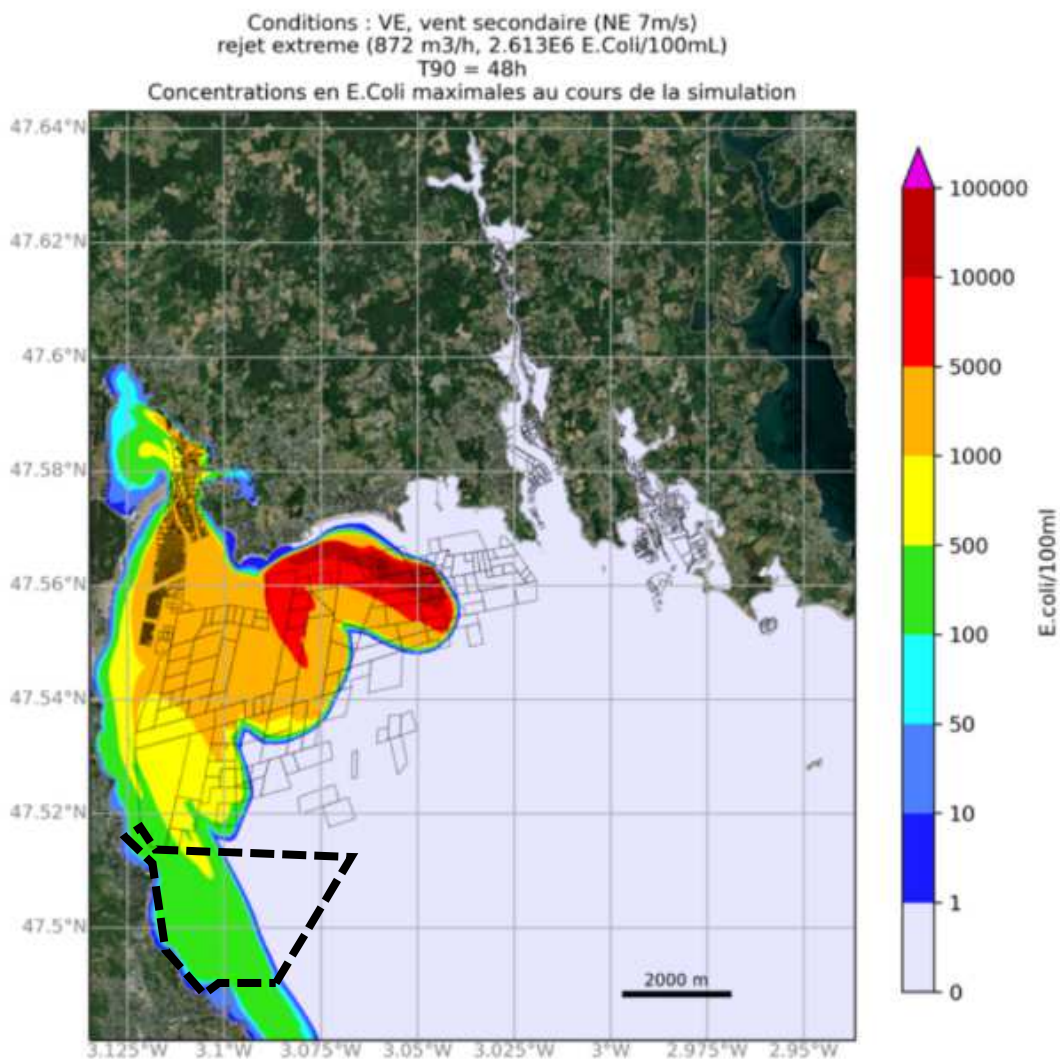 Conditions : VE, vent secondaire (NE 7m/s)
rejet extreme (872 m3/h, 2.613E6 E.Coli/100mL)
T90 = 48h
Concentrations en E.Coli maximales au cours de la simulation
47.64°N
47.62°N
47.6°N
47.58°N
47.56°N
47.54°N
47.52°N
47.5°N
2000 m
3.125°W 3.1°W 3.075°W 3.05°W 3.025°W 3°W 2.975°W 2.95°W
100000
10000
5000
1000
500
100
50
10
1
0
E.coli/100ml